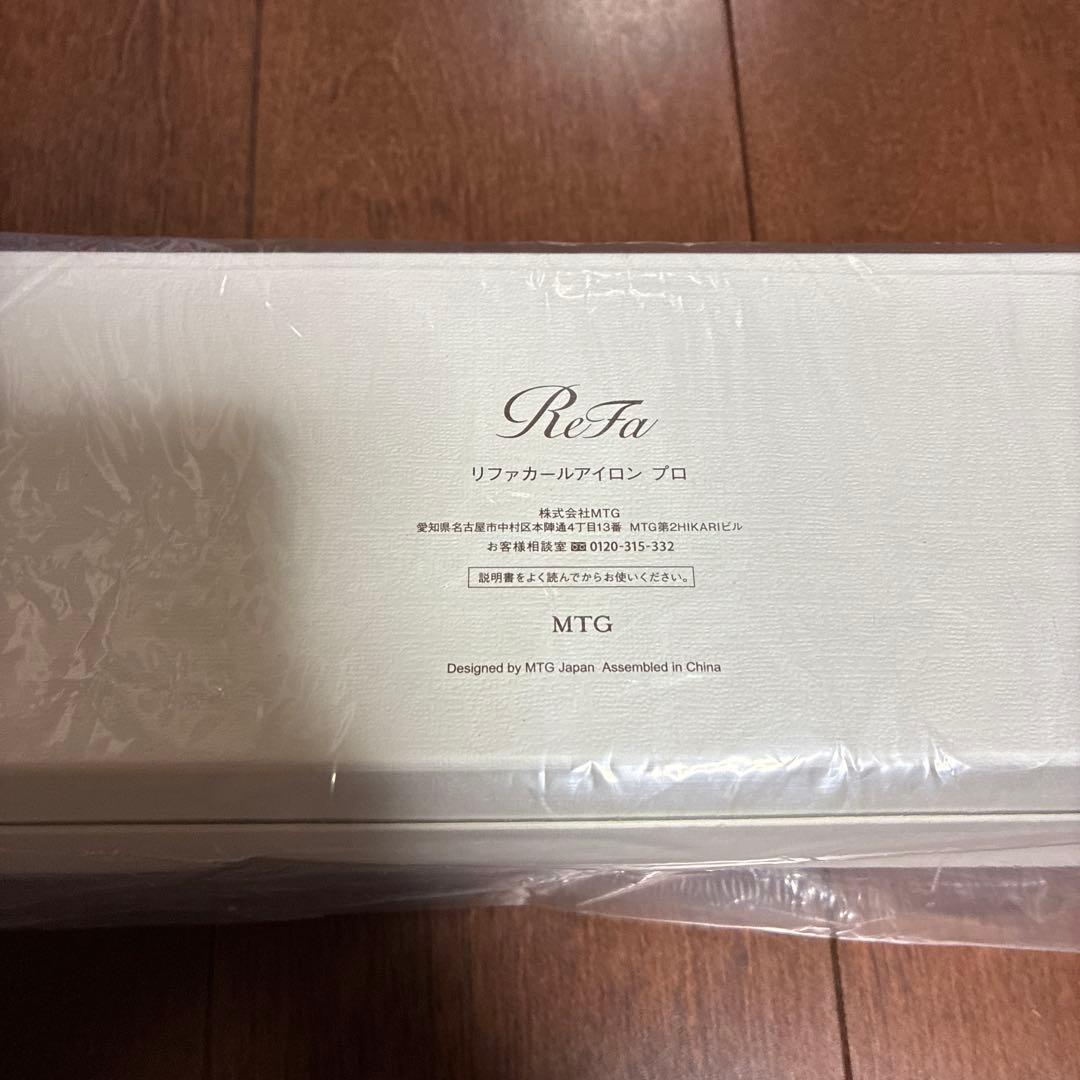 ReFa
リファカールアイロン プロ
株式会社MTG
愛知県名古屋市中村区本陣通4丁目13番 MTG第2HIKARIビル
お客様相談室 0120-315-332
説明書をよく読んでからお使いください。
MTG
Designed by MTG Japan Assembled in China